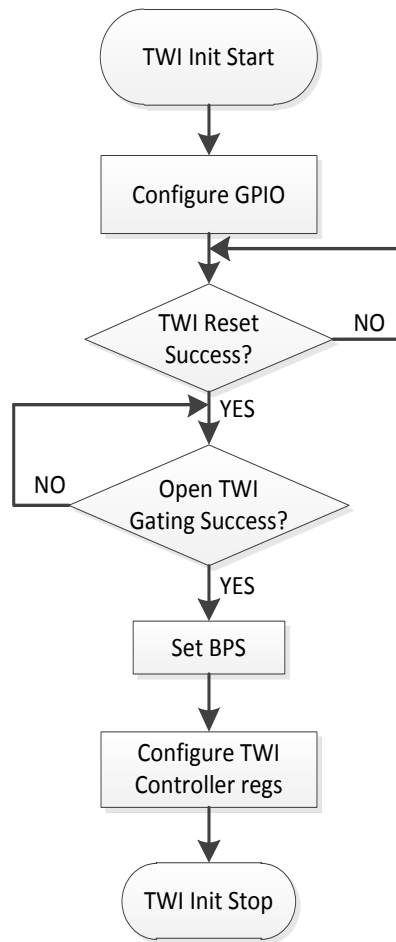 TWI Init Start
Configure GPIO
TWI Reset
Success?
NO
YES
NO
Open TWI
Gating Success?
YES
Set BPS
Configure TWI
Controller regs
TWI Init Stop